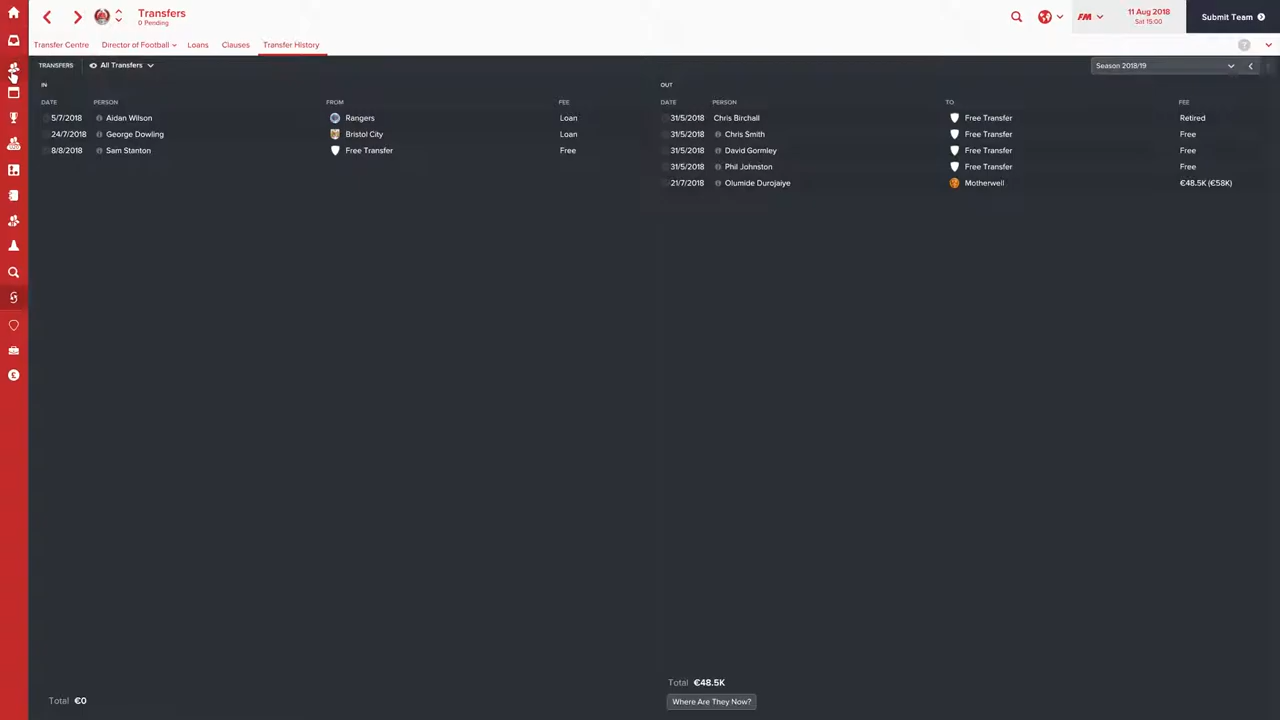 Transfers
0 Pending
FM
11 Aug 2018
Sat 15:00
Submit Team
Transfer Centre
Director of Football
Loans
Clauses
Transfer History
?
TRANSFERS
All Transfers
Season 2018/19
IN
DATE PERSON FROM FEE
5/7/2018 Aidan Wilson Rangers Loan
24/7/2018 George Dowling Bristol City Loan
8/8/2018 Sam Stanton Free Transfer Free
Total €0
OUT
DATE PERSON TO FEE
31/5/2018 Chris Birchall Free Transfer Retired
31/5/2018 Chris Smith Free Transfer Free
31/5/2018 David Gormley Free Transfer Free
31/5/2018 Phil Johnston Free Transfer Free
21/7/2018 Olumide Durojaiye Motherwell €48.5K (€58K)
Total €48.5K
Where Are They Now?